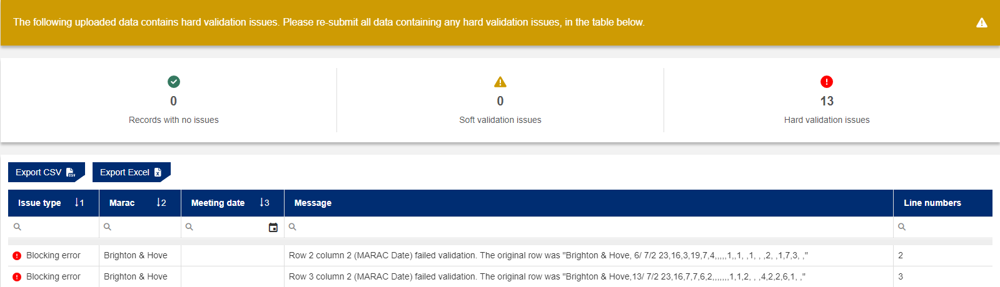 The following uploaded data contains hard validation issues. Please re-submit all data containing any hard validation issues, in the table below.
0
Records with no issues
0
Soft validation issues
13
Hard validation issues
Export CSV
Export Excel
Issue type ↓1 Marac ↓2 Meeting date ↓3 Message Line numbers
Blocking error Brighton & Hove Row 2 column 2 (MARAC Date) failed validation. The original row was "Brighton & Hove, 6/ 7/2 23,16,3,19,7,4,,,,,1,,1, ,1, , ,2, ,1,7,3, ," 2
Blocking error Brighton & Hove Row 3 column 2 (MARAC Date) failed validation. The original row was "Brighton & Hove,13/ 7/2 23,16,7,7,6,2,,,,,,,1,1,2, , ,4,2,2,6,1, ," 3